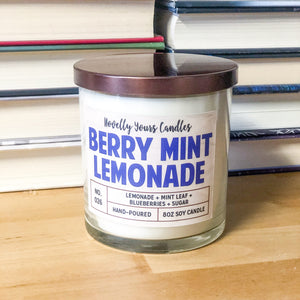 Novelly Yours Candles
BERRY MINT
LEMONADE
NO.
026
LEMONADE + MINT LEAF +
BLUEBERRIES + SUGAR
HAND-POURED
8OZ SOY CANDLE